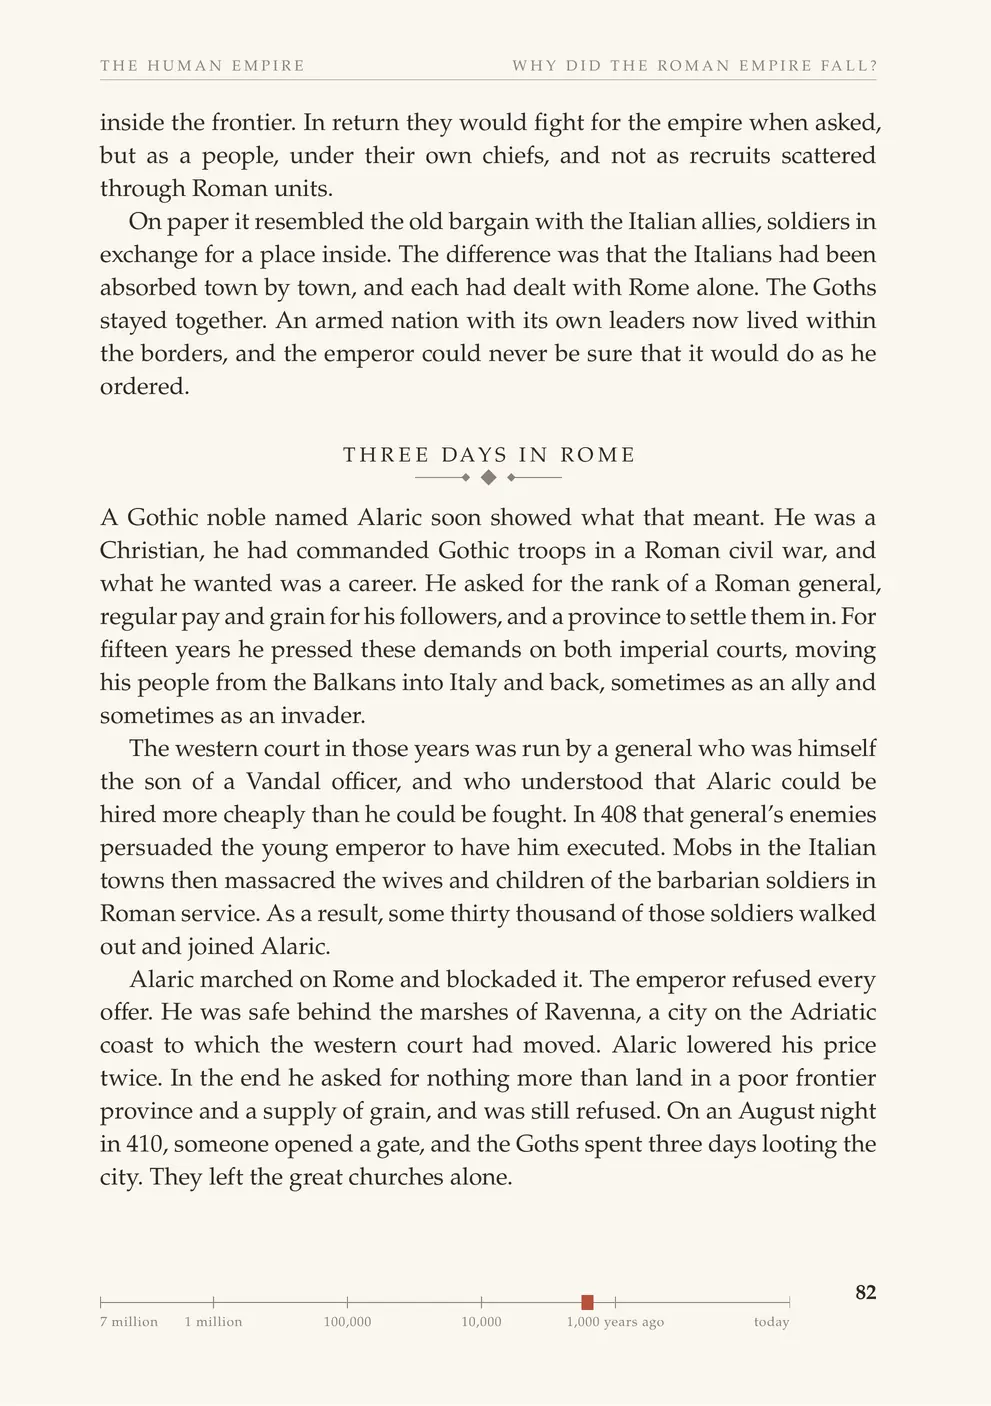 THE HUMAN EMPIRE
WHY DID THE ROMAN EMPIRE FALL?
inside the frontier. In return they would fight for the empire when asked,
but as a people, under their own chiefs, and not as recruits scattered
through Roman units.
On paper it resembled the old bargain with the Italian allies, soldiers in
exchange for a place inside. The difference was that the Italians had been
absorbed town by town, and each had dealt with Rome alone. The Goths
stayed together. An armed nation with its own leaders now lived within
the borders, and the emperor could never be sure that it would do as he
ordered.
THREE DAYS IN ROME
A Gothic noble named Alaric soon showed what that meant. He was a
Christian, he had commanded Gothic troops in a Roman civil war, and
what he wanted was a career. He asked for the rank of a Roman general,
regular pay and grain for his followers, and a province to settle them in. For
fifteen years he pressed these demands on both imperial courts, moving
his people from the Balkans into Italy and back, sometimes as an ally and
sometimes as an invader.
The western court in those years was run by a general who was himself
the son of a Vandal officer, and who understood that Alaric could be
hired more cheaply than he could be fought. In 408 that general’s enemies
persuaded the young emperor to have him executed. Mobs in the Italian
towns then massacred the wives and children of the barbarian soldiers in
Roman service. As a result, some thirty thousand of those soldiers walked
out and joined Alaric.
Alaric marched on Rome and blockaded it. The emperor refused every
offer. He was safe behind the marshes of Ravenna, a city on the Adriatic
coast to which the western court had moved. Alaric lowered his price
twice. In the end he asked for nothing more than land in a poor frontier
province and a supply of grain, and was still refused. On an August night
in 410, someone opened a gate, and the Goths spent three days looting the
city. They left the great churches alone.
82
7 million 1 million 100,000 10,000 1,000 years ago today